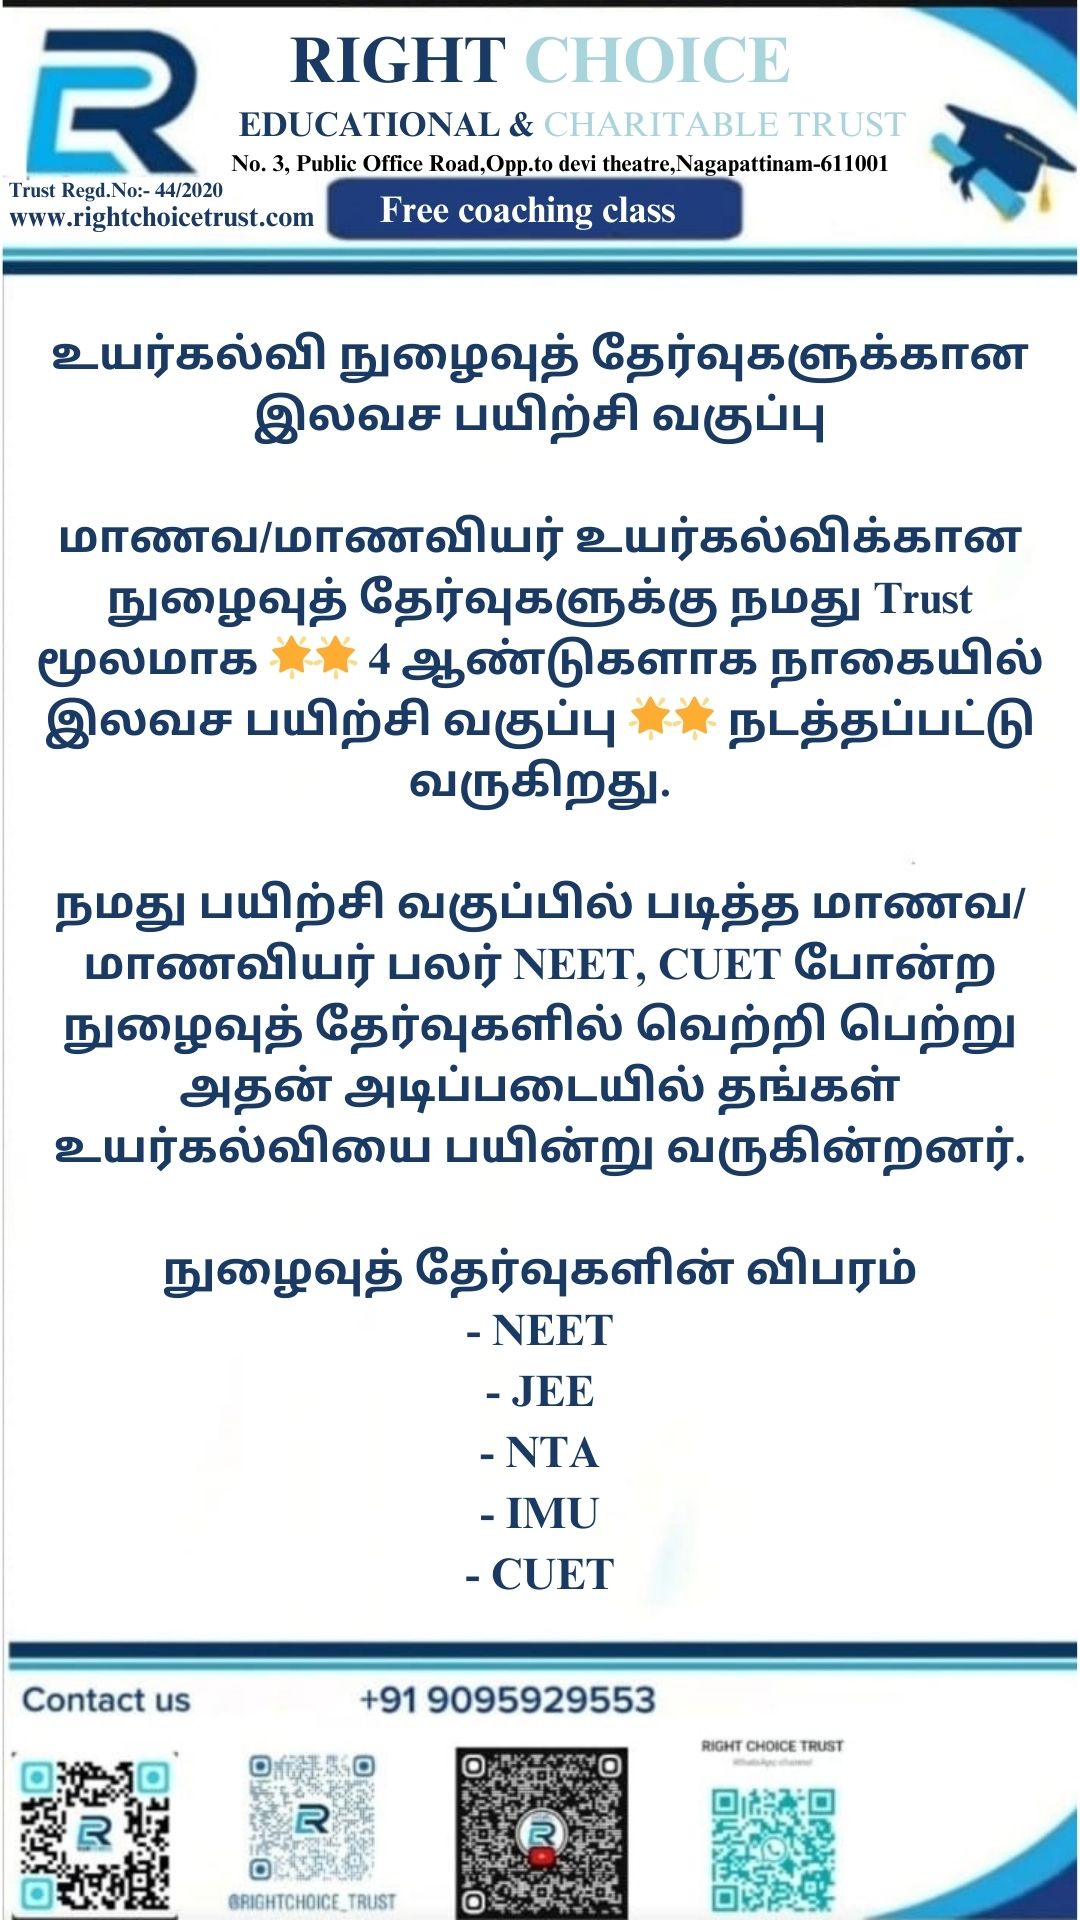 RIGHT CHOICE
EDUCATIONAL & CHARITABLE TRUST
No. 3, Public Office Road,Opp.to devi theatre,Nagapattinam-611001
Trust Regd.No:- 44/2020
www.rightchoicetrust.com
Free coaching class
உயர்கல்வி நுழைவுத் தேர்வுகளுக்கான
இலவச பயிற்சி வகுப்பு
மாணவ/மாணவியர் உயர்கல்விக்கான
நுழைவுத் தேர்வுகளுக்கு நமது Trust
மூலமாக 🌟🌟 4 ஆண்டுகளாக நாகையில்
இலவச பயிற்சி வகுப்பு 🌟🌟 நடத்தப்பட்டு
வருகிறது.
நமது பயிற்சி வகுப்பில் படித்த மாணவ/
மாணவியர் பலர் NEET, CUET போன்ற
நுழைவுத் தேர்வுகளில் வெற்றி பெற்று
அதன் அடிப்படையில் தங்கள்
உயர்கல்வியை பயின்று வருகின்றனர்.
நுழைவுத் தேர்வுகளின் விபரம்
- NEET
- JEE
- NTA
- IMU
- CUET
Contact us +91 9095929553
RIGHT CHOICE TRUST
WhatsApp channel
@RIGHTCHOICE_TRUST